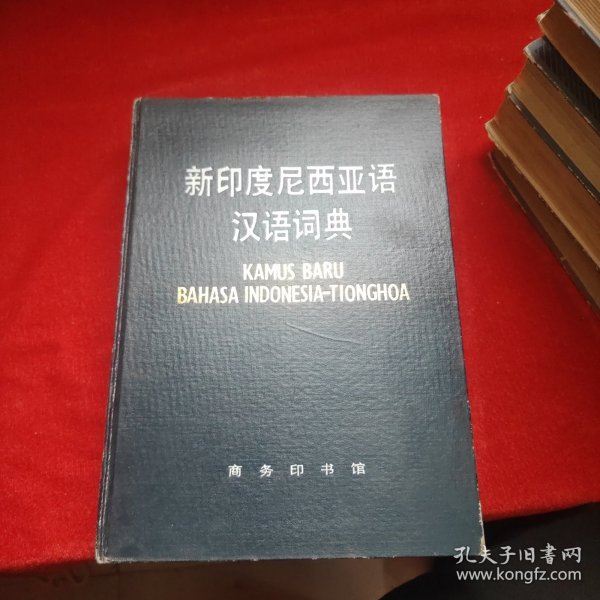 新印度尼西亚语
汉语词典
KAMUS BARU
BAHASA INDONESIA-TIONGHOA
商务印书馆
孔夫子旧书网
www.kongfz.com